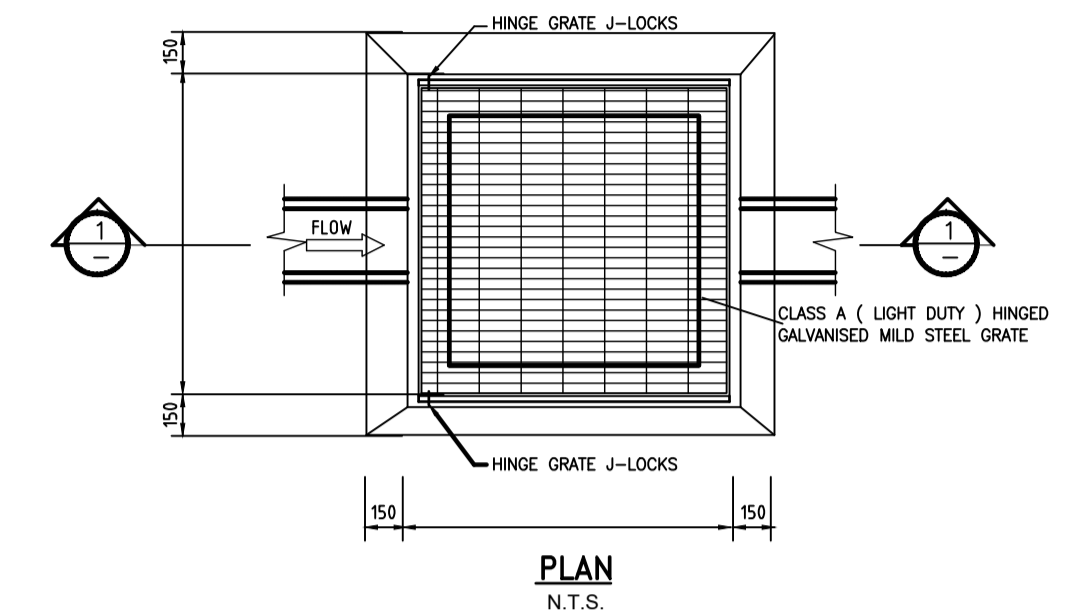 HINGE GRATE J-LOCKS
150
1
-
FLOW
1
-
CLASS A ( LIGHT DUTY ) HINGED
GALVANISED MILD STEEL GRATE
150
HINGE GRATE J-LOCKS
150
150
PLAN
N.T.S.